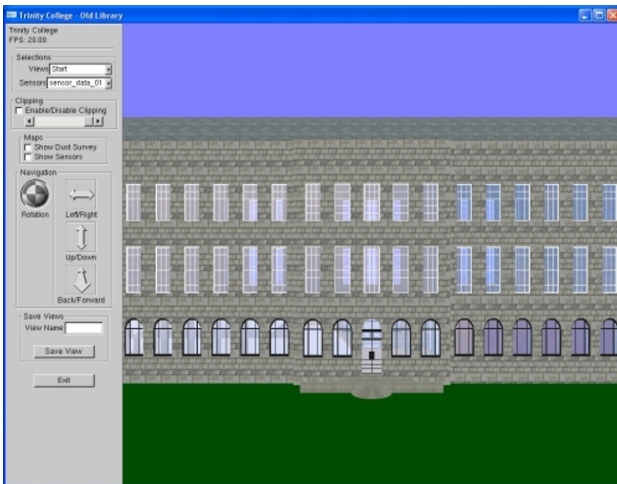 Trinity College - Old Library
Trinity College
FPS: 20.00
Selections
Views Start
Sensors sensor_data_01
Clipping
Enable/Disable Clipping
Maps
Show Dust Survey
Show Sensors
Navigation
Rotation
Left/Right
Up/Down
Back/Forward
Save Views
View Name
Save View
Exit